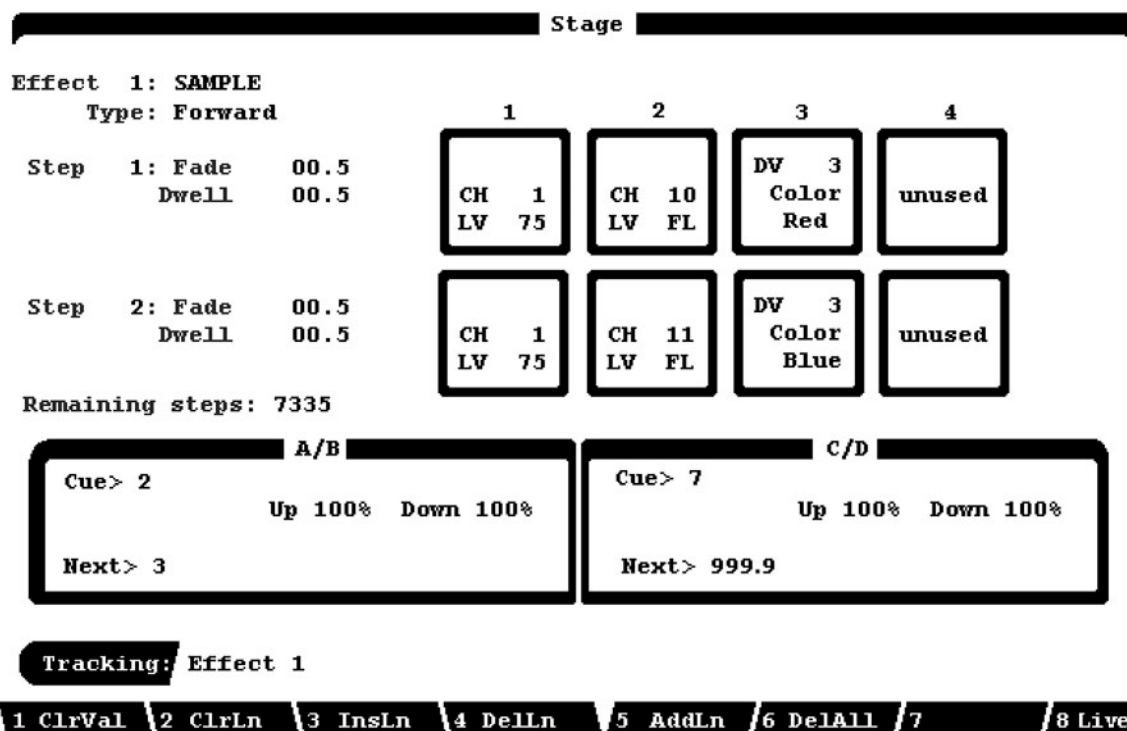 Stage
Effect 1: SAMPLE
Type: Forward
1 2 3 4
Step 1: Fade 00.5
DV 3
Dwell 00.5
CH 1 CH 10 Color unused
LV 75 LV FL Red
Step 2: Fade 00.5
DV 3
Dwell 00.5
CH 1 CH 11 Color unused
LV 75 LV FL Blue
Remaining steps: 7335
A/B C/D
Cue> 2 Cue> 7
Up 100% Down 100% Up 100% Down 100%
Next> 3 Next> 999.9
Tracking: Effect 1
1 ClrVal 2 ClrLn 3 InsLn 4 DelLn 5 AddLn 6 DelAll 7 8 Live